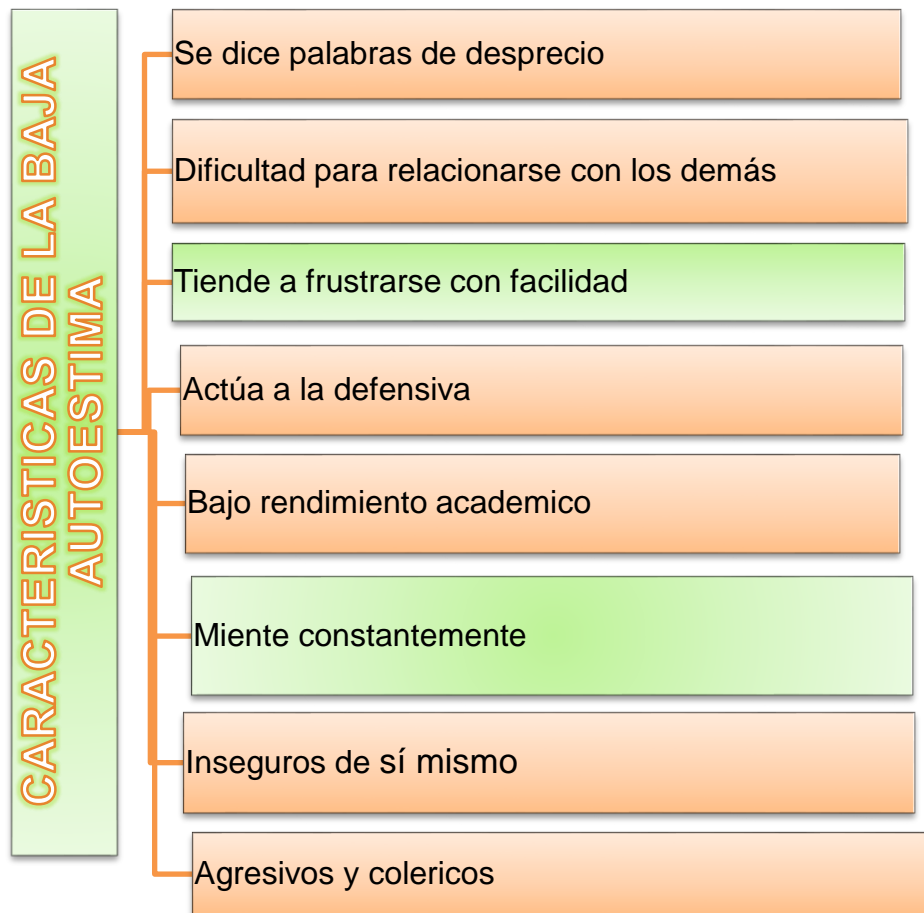 CARACTERISTICAS DE LA BAJA
AUTOESTIMA
Se dice palabras de desprecio
Dificultad para relacionarse con los demás
Tiende a frustrarse con facilidad
Actúa a la defensiva
Bajo rendimiento academico
Miente constantemente
Inseguros de sí mismo
Agresivos y colericos